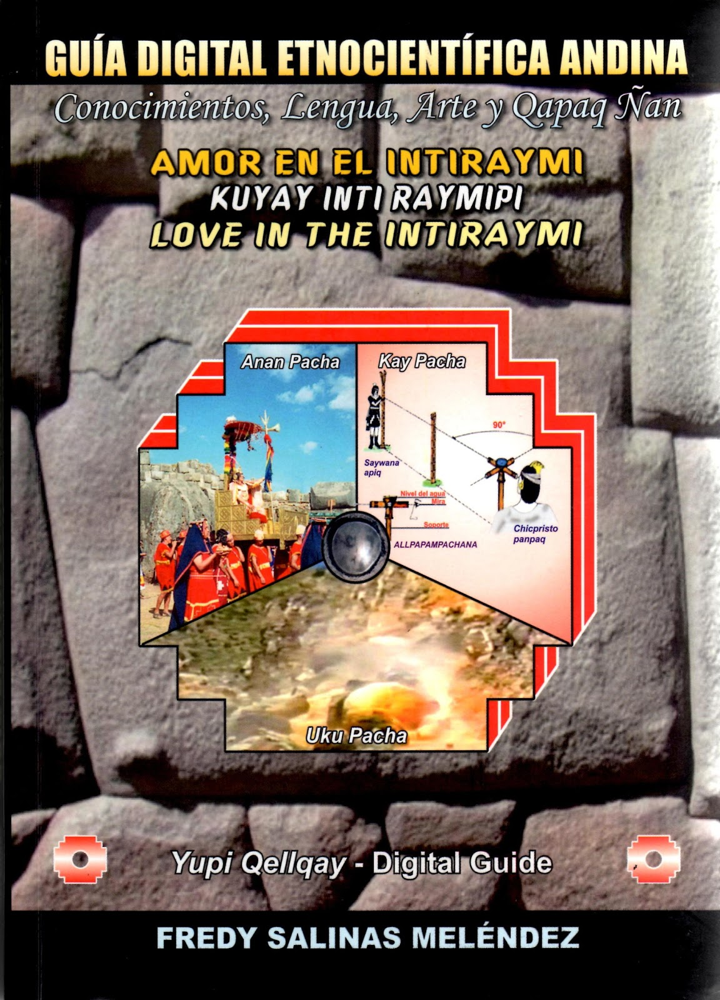 GUÍA DIGITAL ETNOCIENTÍFICA ANDINA
Conocimientos, Lengua, Arte y Qapaq Ñan
AMOR EN EL INTIRAYMI
KUYAY INTI RAYMIPI
LOVE IN THE INTIRAYMI
Anan Pacha
Kay Pacha
90°
Saywana
apiq
Nivel del agua
Mira
Soporte
Chicpristo
panpaq
ALLPAPAMPACHANA
Uku Pacha
Yupi Qellqay - Digital Guide
FREDY SALINAS MELÉNDEZ